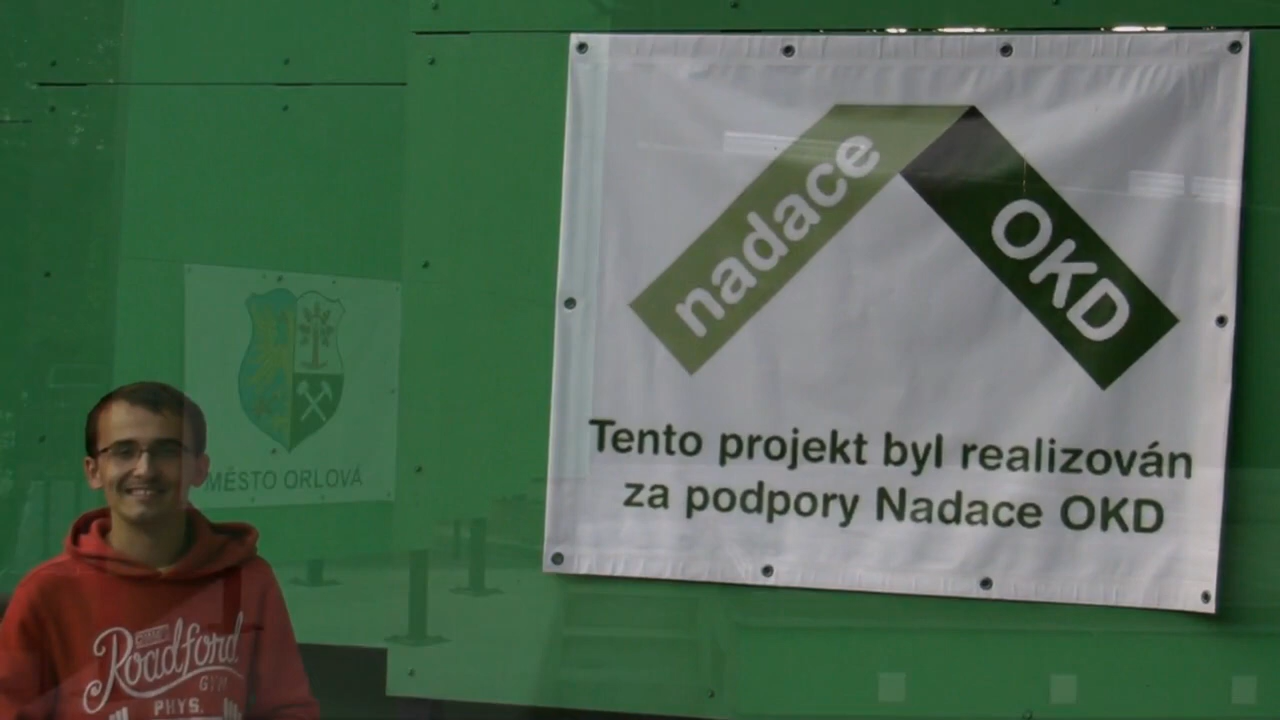 nadace
OKD
Tento projekt byl realizován
za podpory Nadace OKD
MĚSTO ORLOVÁ
Roadford
GYM
PHYS.